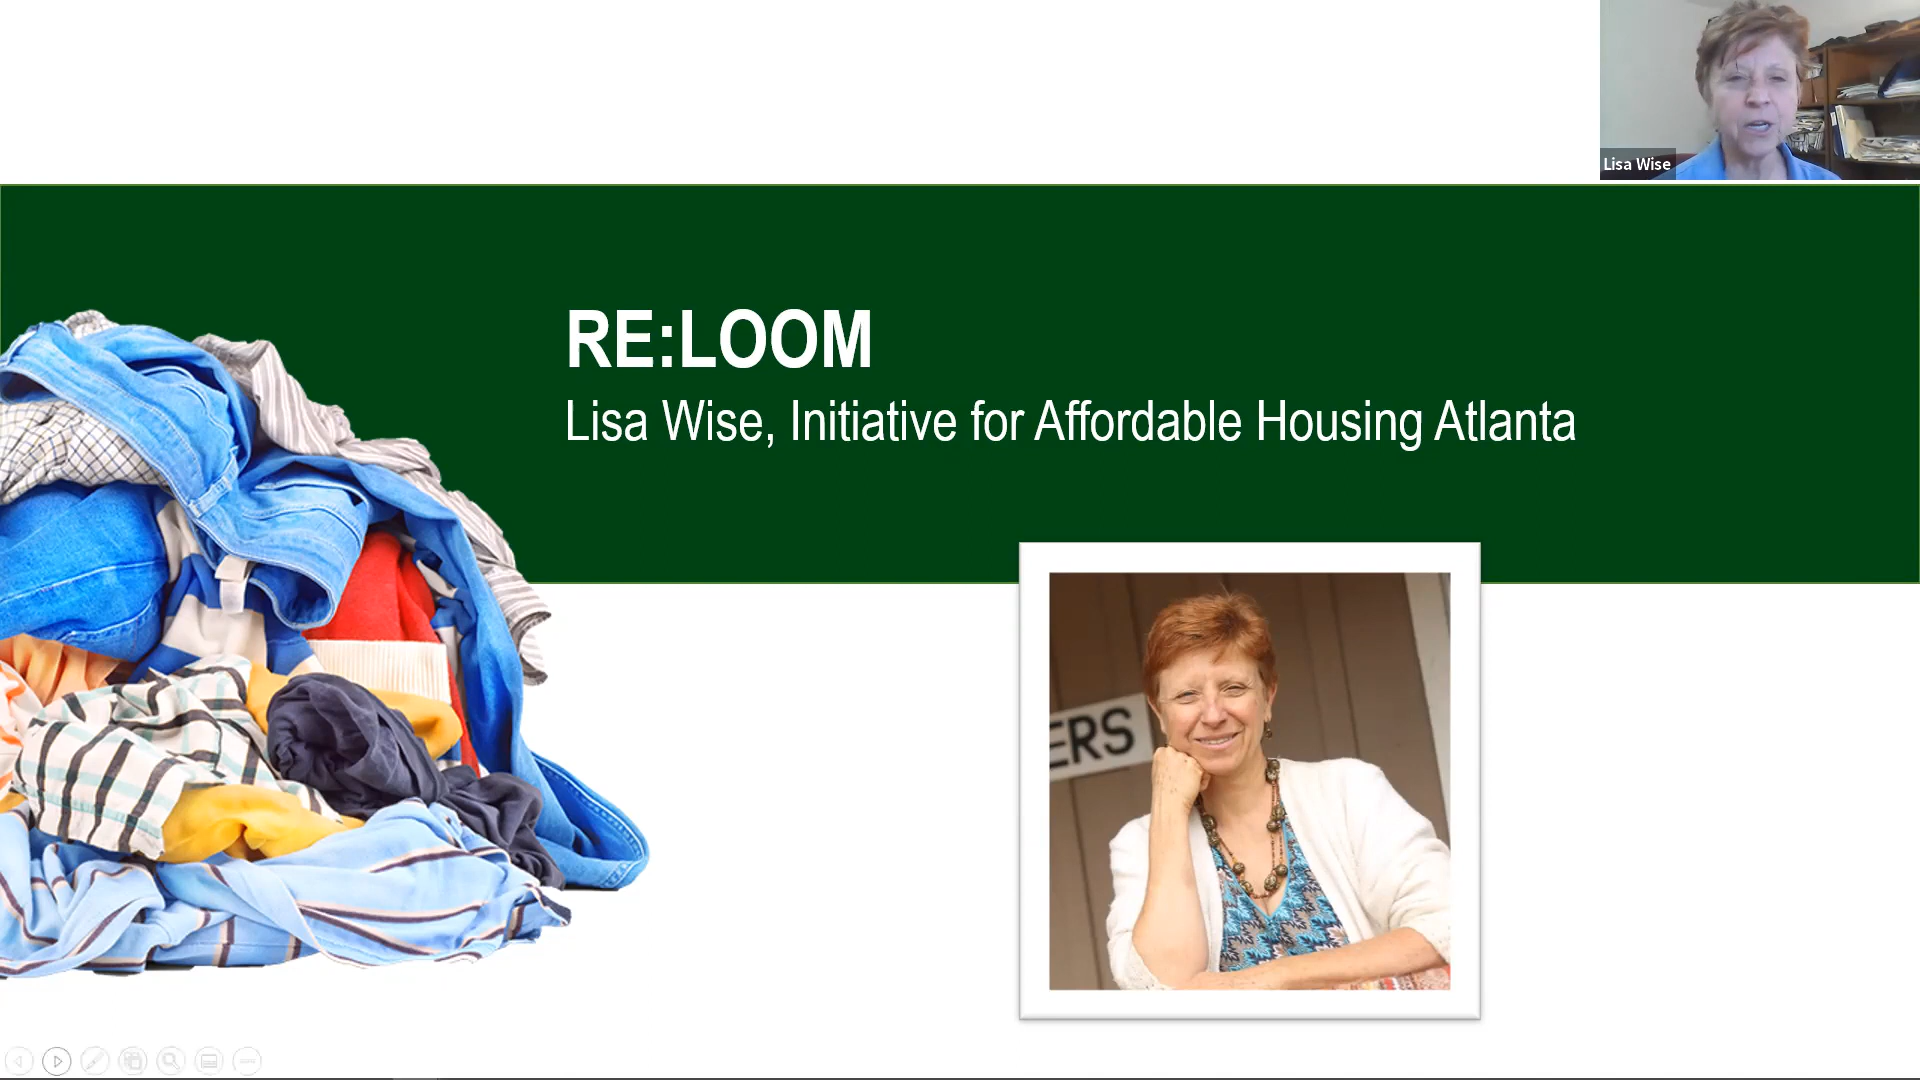 Lisa Wise
RE:LOOM
Lisa Wise, Initiative for Affordable Housing Atlanta
ERS